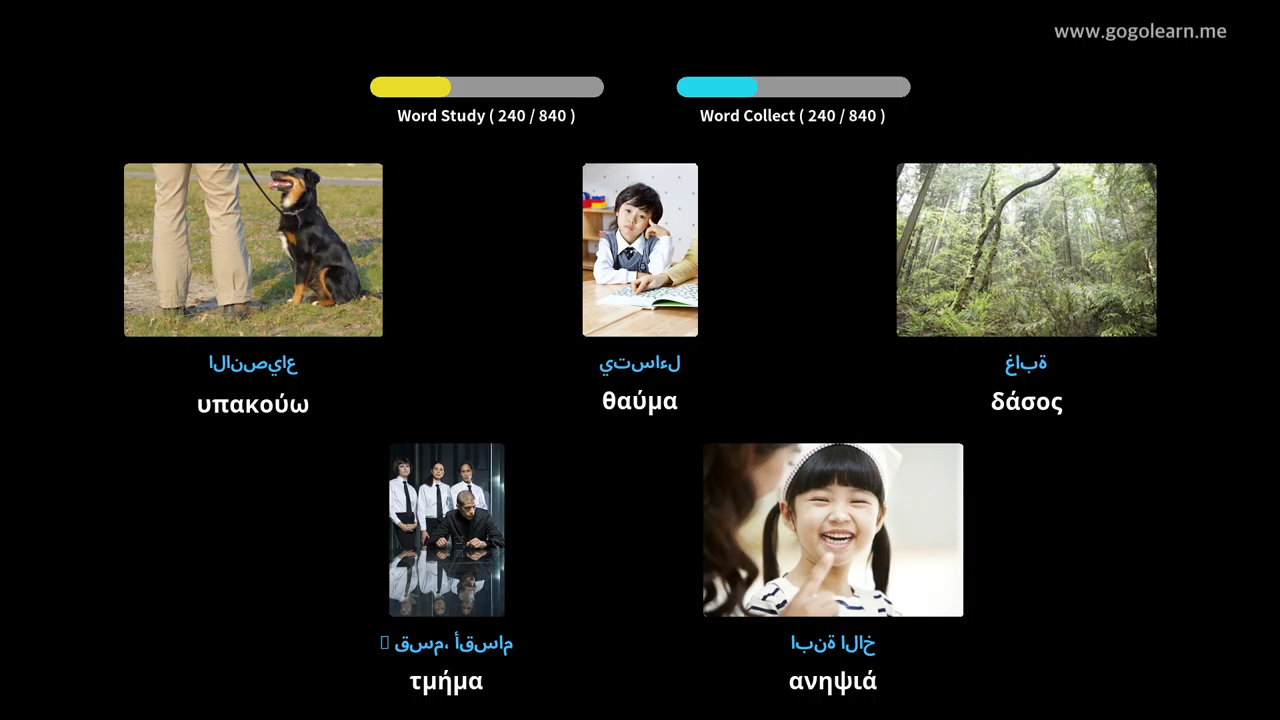 www.gogolearn.me
Word Study ( 240 / 840 )
Word Collect ( 240 / 840 )
الانصياع
يتساءل
غابة
υπακούω
θαύμα
δάσος
قسم، أقسام
ابنة الاخ
τμήμα
ανηψιά